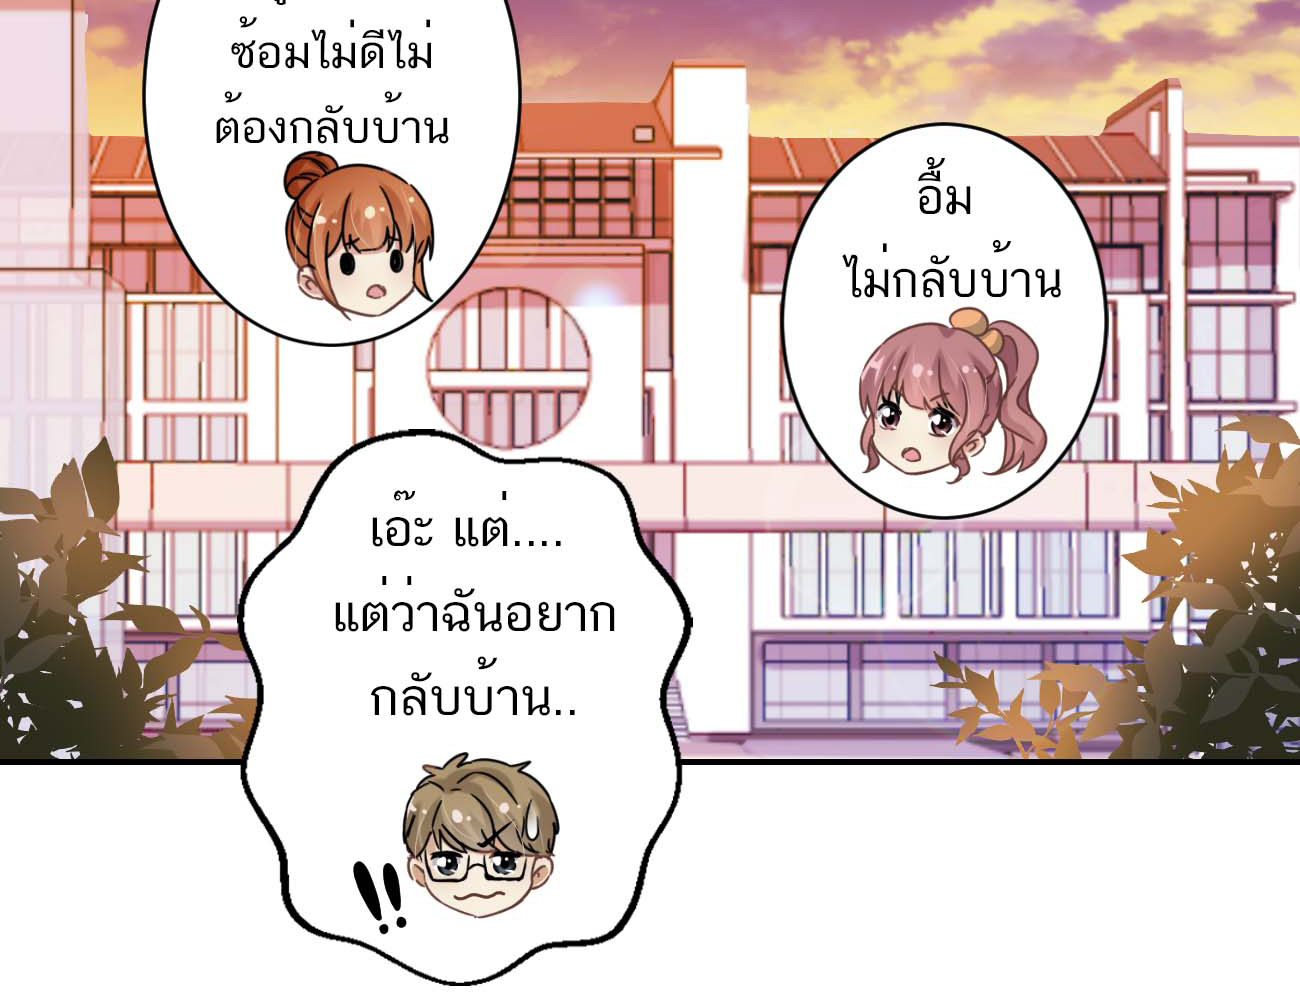 ซ้อมไม่ดีไม่
ต้องกลับบ้าน
อื้ม
ไม่กลับบ้าน
เอ๊ะ แต่....
แต่ว่าฉันอยาก
กลับบ้าน..
!!